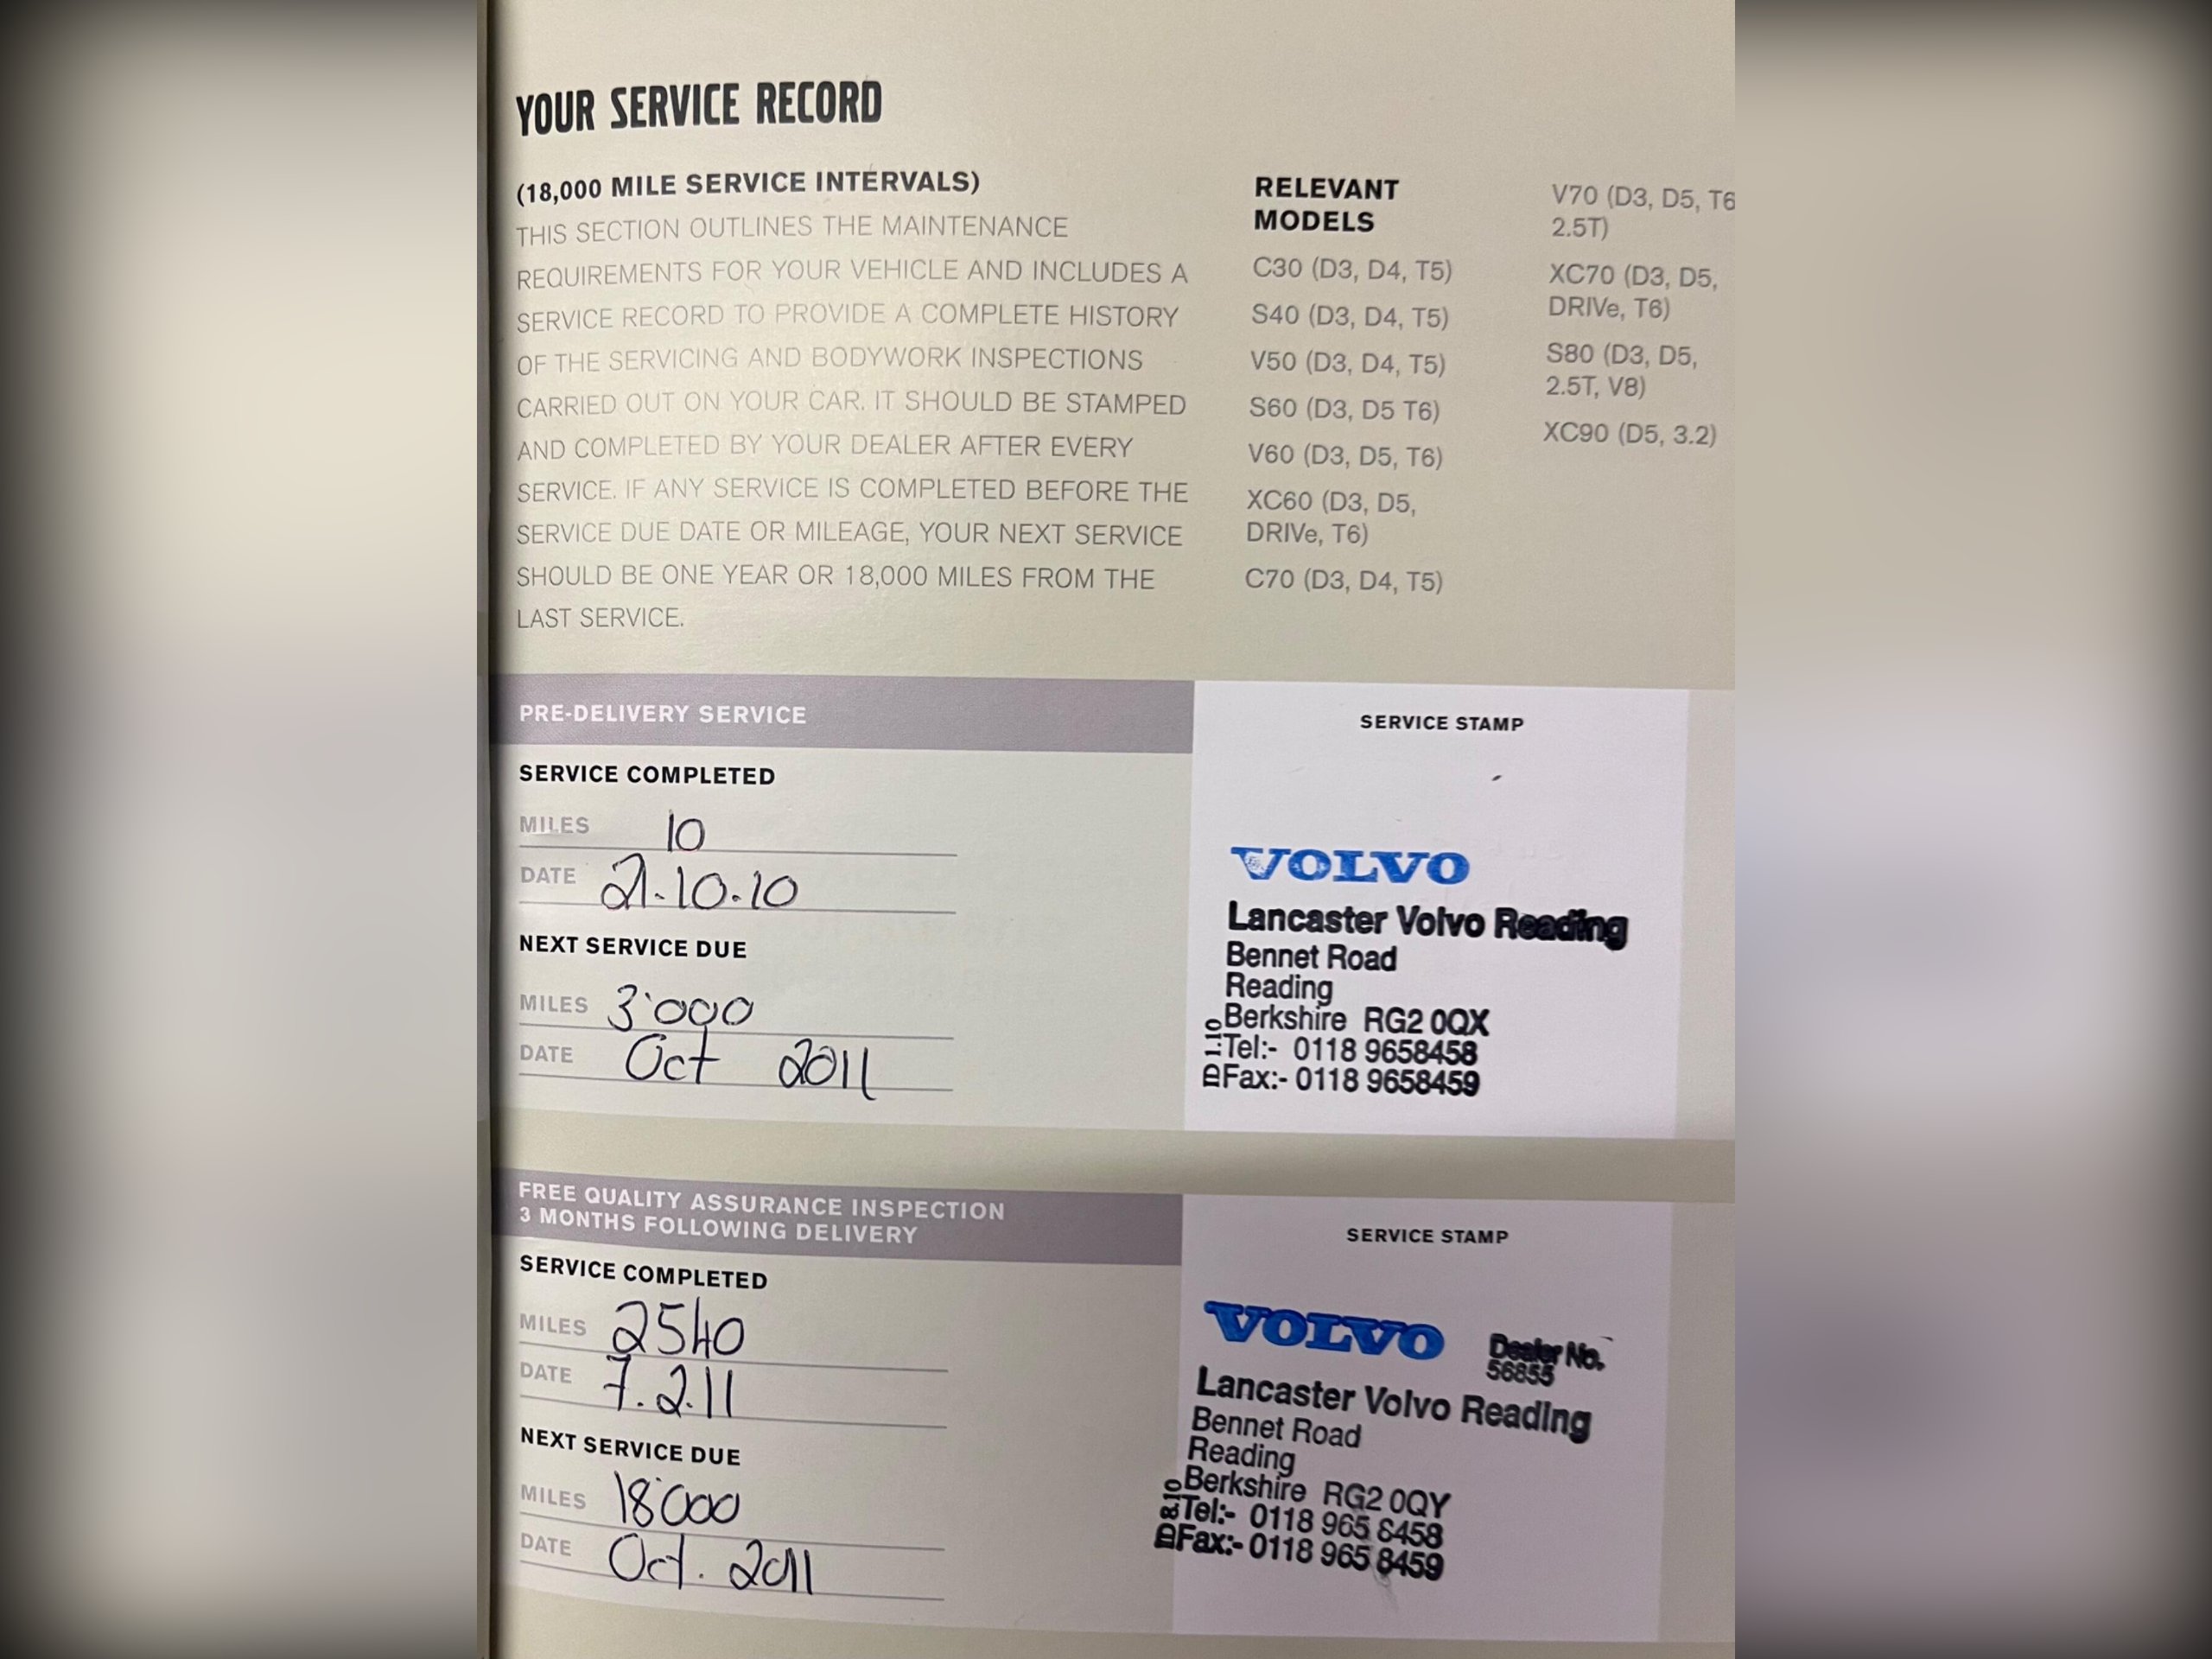 YOUR SERVICE RECORD
(18,000 MILE SERVICE INTERVALS)
THIS SECTION OUTLINES THE MAINTENANCE
REQUIREMENTS FOR YOUR VEHICLE AND INCLUDES A
SERVICE RECORD TO PROVIDE A COMPLETE HISTORY
OF THE SERVICING AND BODYWORK INSPECTIONS
CARRIED OUT ON YOUR CAR. IT SHOULD BE STAMPED
AND COMPLETED BY YOUR DEALER AFTER EVERY
SERVICE. IF ANY SERVICE IS COMPLETED BEFORE THE
SERVICE DUE DATE OR MILEAGE, YOUR NEXT SERVICE
SHOULD BE ONE YEAR OR 18,000 MILES FROM THE
LAST SERVICE.
RELEVANT
MODELS
C30 (D3, D4, T5)
S40 (D3, D4, T5)
V50 (D3, D4, T5)
S60 (D3, D5 T6)
V60 (D3, D5, T6)
XC60 (D3, D5,
DRIVe, T6)
C70 (D3, D4, T5)
V70 (D3, D5, T6
2.5T)
XC70 (D3, D5,
DRIVe, T6)
S80 (D3, D5,
2.5T, V8)
XC90 (D5, 3.2)
PRE-DELIVERY SERVICE
SERVICE COMPLETED
MILES 10
DATE 21.10.10
NEXT SERVICE DUE
MILES 3'000
DATE Oct 2011
SERVICE STAMP
VOLVO
Lancaster Volvo Reading
Bennet Road
Reading
Berkshire RG2 0QX
Tel:- 0118 9658458
Fax:- 0118 9658459
FREE QUALITY ASSURANCE INSPECTION
3 MONTHS FOLLOWING DELIVERY
SERVICE COMPLETED
MILES 2540
DATE 7.2.11
NEXT SERVICE DUE
MILES 18'000
DATE Oct. 2011
SERVICE STAMP
VOLVO
Dealer No.
56855
Lancaster Volvo Reading
Bennet Road
Reading
Berkshire RG2 0QY
Tel:- 0118 965 8458
Fax:- 0118 965 8459